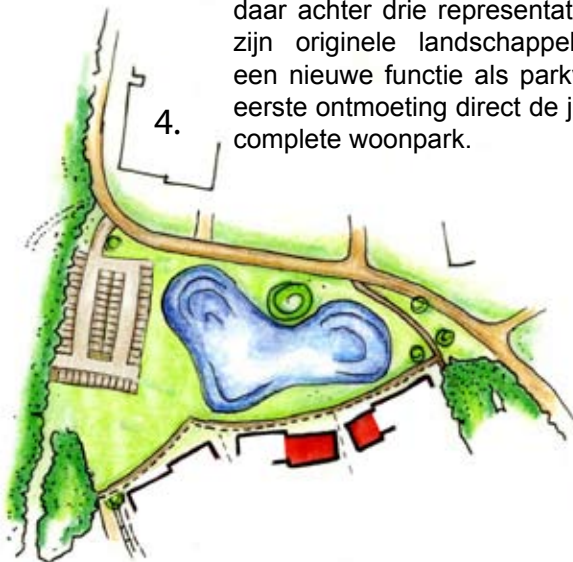 daar achter drie representat
zijn originele landschappel
een nieuwe functie als park
eerste ontmoeting direct de j
complete woonpark.
4.